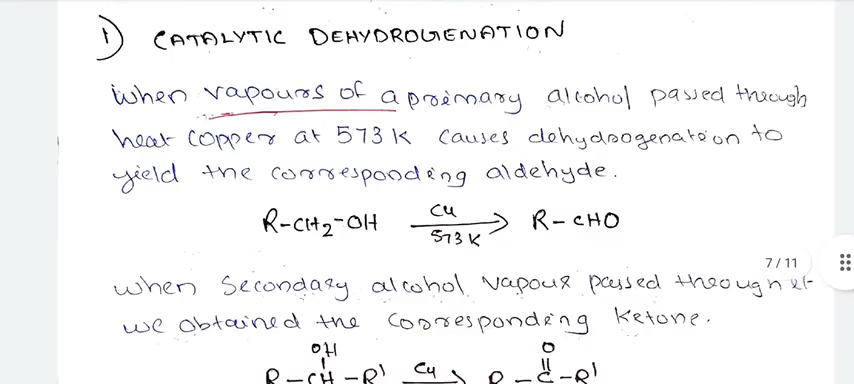 1) CATALYTIC DEHYDROGENATION
When vapours of a primary alcohol passed through
heat copper at 573 K causes dehydrogenation to
yield the corresponding aldehyde.
R-CH2-OH Cu 573 K → R-CHO
7/11
When secondary alcohol vapour passed through it
we obtained the corresponding ketone.
OH O
R-CH-R' Cu → R-C-R'